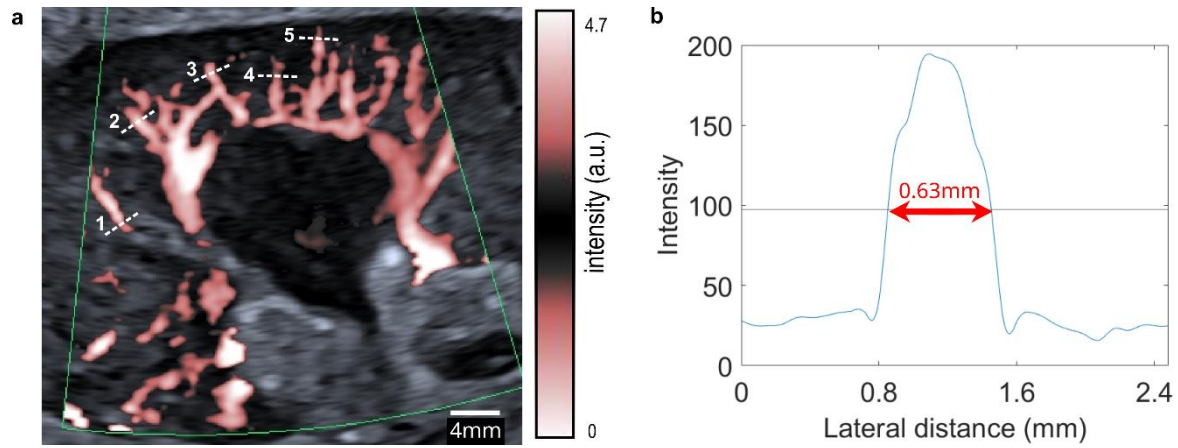 a
1
2
3
4
5
4mm
4.7
intensity (a.u.)
0
b
200
150
100
50
0
Intensity
0.63mm
0
0.8
1.6
2.4
Lateral distance (mm)